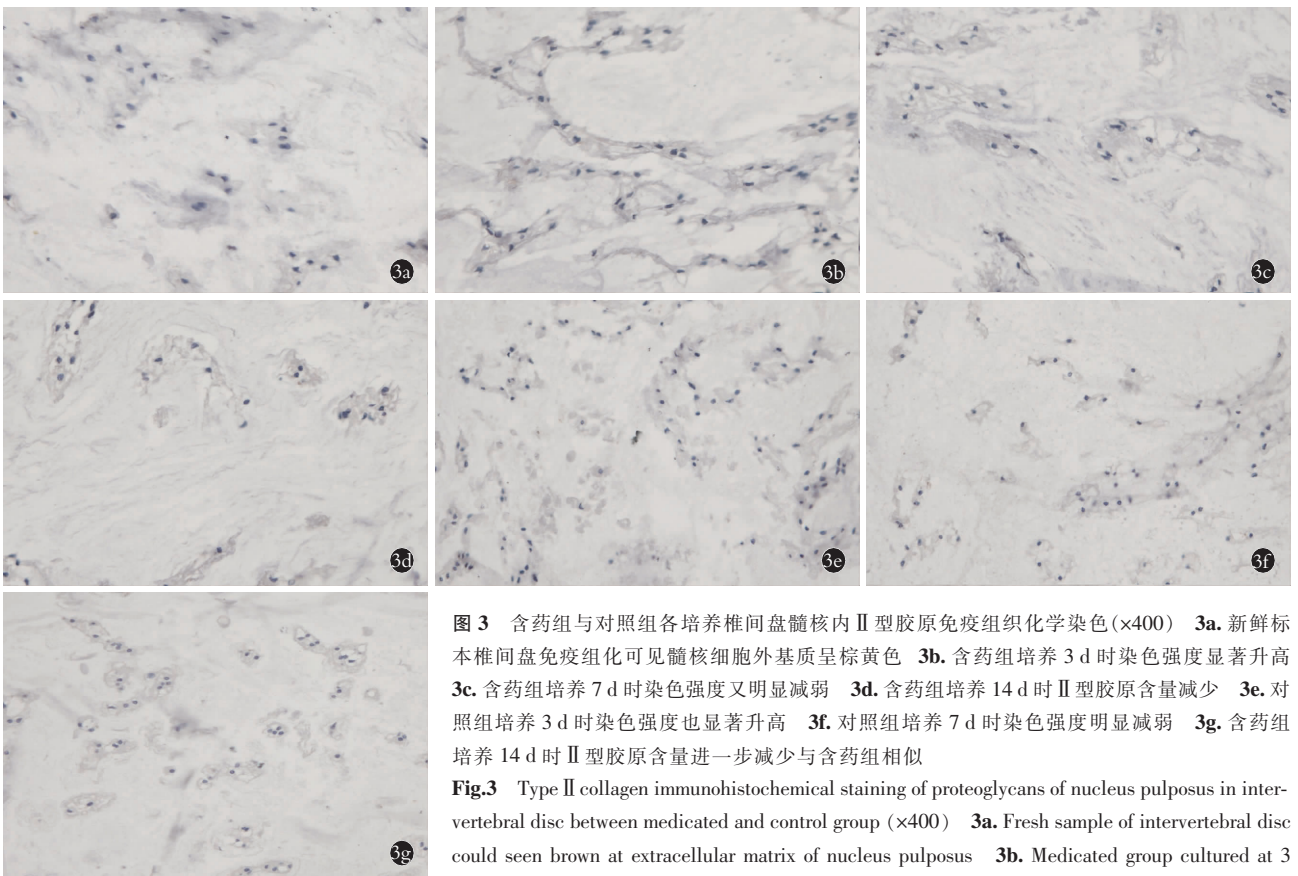 3a
3b
3c
3d
3e
3f
3g
图 3 含药组与对照组各培养椎间盘髓核内Ⅱ型胶原免疫组织化学染色(×400) 3a. 新鲜标
本椎间盘免疫组化可见髓核细胞外基质呈棕黄色 3b. 含药组培养 3 d 时染色强度显著升高
3c. 含药组培养 7 d 时染色强度又明显减弱 3d. 含药组培养 14 d 时Ⅱ型胶原含量减少 3e. 对
照组培养 3 d 时染色强度也显著升高 3f. 对照组培养 7 d 时染色强度明显减弱 3g. 含药组
培养 14 d 时Ⅱ型胶原含量进一步减少与含药组相似
Fig.3 Type Ⅱ collagen immunohistochemical staining of proteoglycans of nucleus pulposus in inter-
vertebral disc between medicated and control group (×400) 3a. Fresh sample of intervertebral disc
could seen brown at extracellular matrix of nucleus pulposus 3b. Medicated group cultured at 3